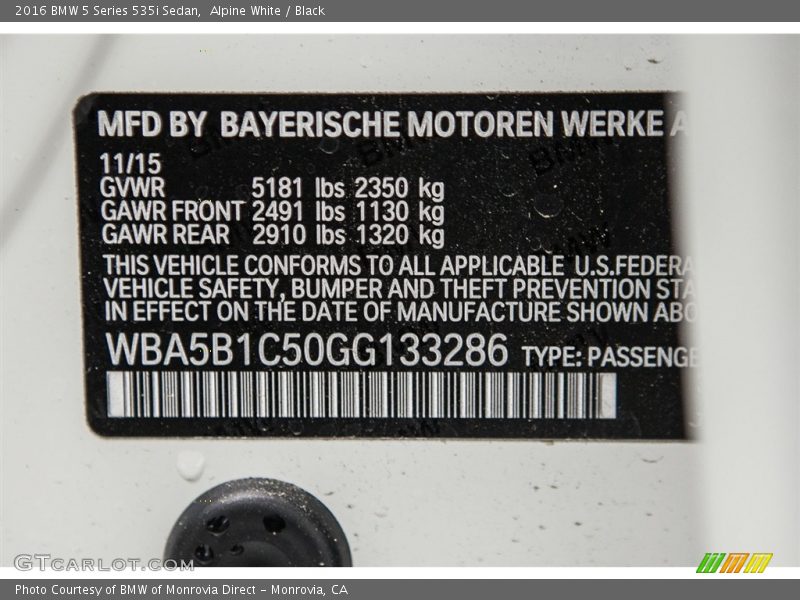 2016 BMW 5 Series 535i Sedan, Alpine White / Black
MFD BY BAYERISCHE MOTOREN WERKE A
11/15
GVWR 5181 lbs 2350 kg
GAWR FRONT 2491 lbs 1130 kg
GAWR REAR 2910 lbs 1320 kg
THIS VEHICLE CONFORMS TO ALL APPLICABLE U.S.FEDERA
VEHICLE SAFETY, BUMPER AND THEFT PREVENTION STA
IN EFFECT ON THE DATE OF MANUFACTURE SHOWN ABO
WBA5B1C50GG133286 TYPE: PASSENGE
GTCARLOT.COM
Photo Courtesy of BMW of Monrovia Direct – Monrovia, CA